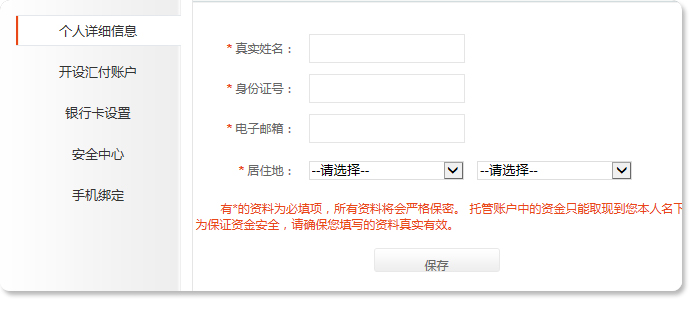 个人详细信息
开设汇付账户
银行卡设置
安全中心
手机绑定
* 真实姓名：
* 身份证号：
* 电子邮箱：
* 居住地： --请选择-- --请选择--
有*的资料为必填项，所有资料将会严格保密。 托管账户中的资金只能取现到您本人名下
为保证资金安全，请确保您填写的资料真实有效。
保存